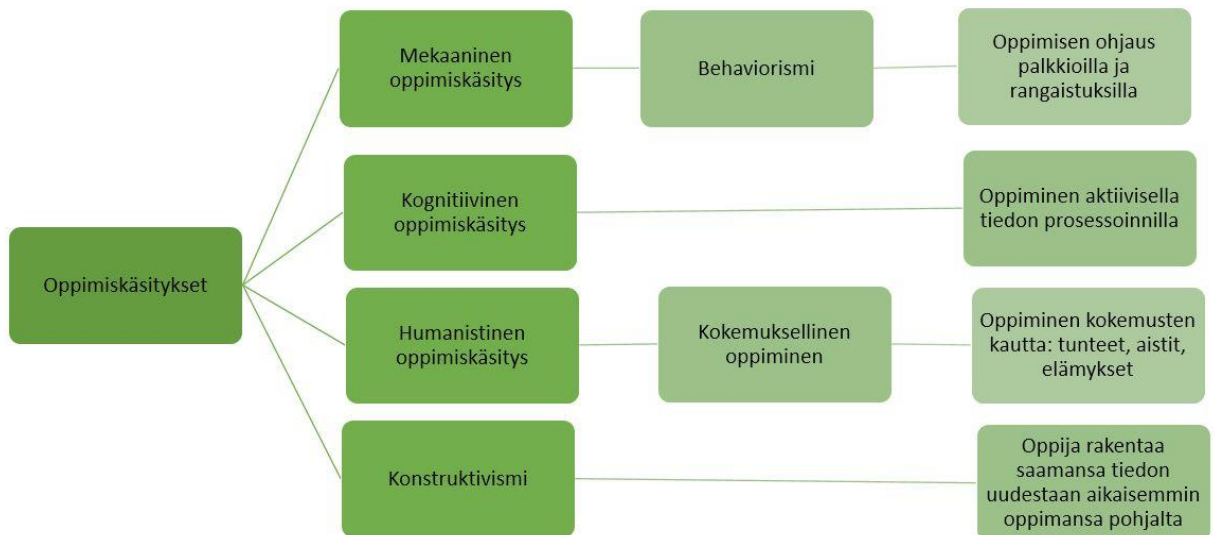 Oppimiskäsitykset
Mekaaninen
oppimiskäsitys
Behaviorismi
Oppimisen ohjaus
palkkioilla ja
rangaistuksilla
Kognitiivinen
oppimiskäsitys
Oppiminen aktiivisella
tiedon prosessoinnilla
Humanistinen
oppimiskäsitys
Kokemuksellinen
oppiminen
Oppiminen kokemusten
kautta: tunteet, aistit,
elämykset
Konstruktivismi
Oppija rakentaa
saamansa tiedon
uudestaan aikaisemmin
oppimansa pohjalta